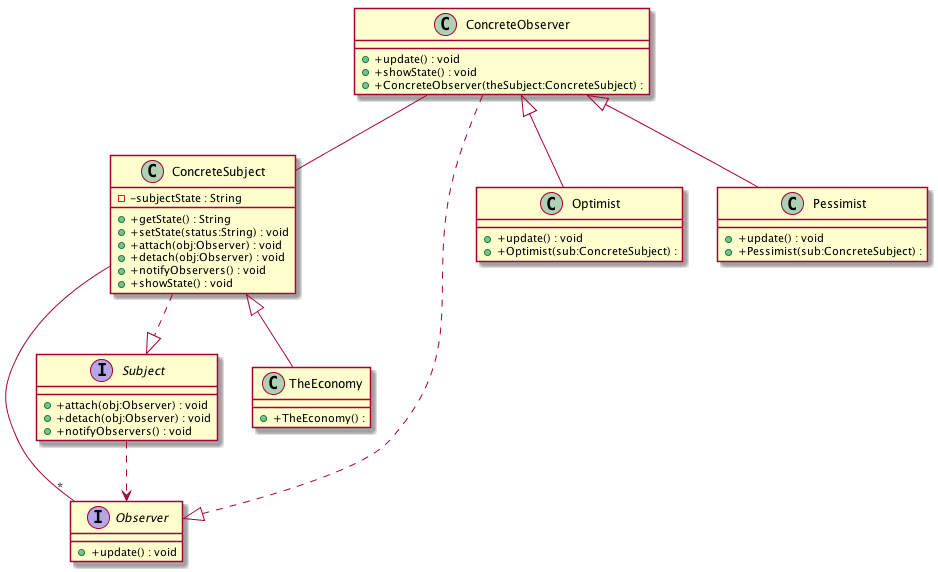 C ConcreteObserver
+update() : void
+showState() : void
+ConcreteObserver(theSubject:ConcreteSubject) :
C ConcreteSubject
-subjectState : String
+getState() : String
+setState(status:String) : void
+attach(obj:Observer) : void
+detach(obj:Observer) : void
+notifyObservers() : void
+showState() : void
C Optimist
+update() : void
+Optimist(sub:ConcreteSubject) :
C Pessimist
+update() : void
+Pessimist(sub:ConcreteSubject) :
I Subject
+attach(obj:Observer) : void
+detach(obj:Observer) : void
+notifyObservers() : void
C TheEconomy
+TheEconomy() :
*
I Observer
+update() : void